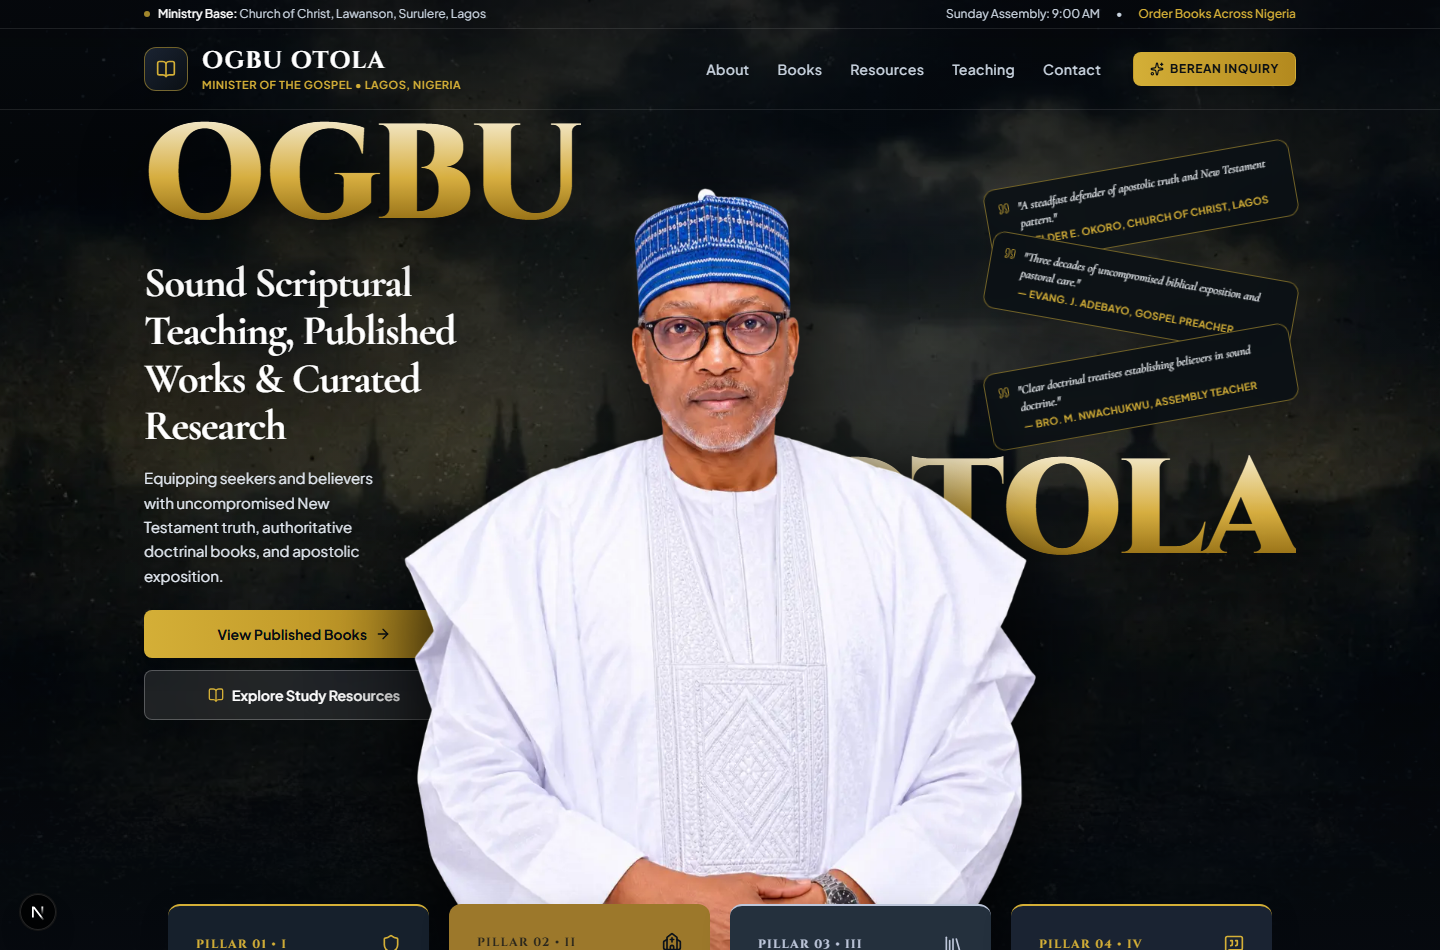 Ministry Base: Church of Christ, Lawanson, Surulere, Lagos
Sunday Assembly: 9:00 AM • Order Books Across Nigeria
OGBU OTOLA
MINISTER OF THE GOSPEL • LAGOS, NIGERIA
About
Books
Resources
Teaching
Contact
BEREAN INQUIRY
OGBU
"A steadfast defender of apostolic truth and New Testament
pattern."
ELDER E. OKORO, CHURCH OF CHRIST, LAGOS
"Three decades of uncompromised biblical exposition and
pastoral care."
— EVANG. J. ADEBAYO, GOSPEL PREACHER
"Clear doctrinal treatises establishing believers in sound
doctrine."
— BRO. M. NWACHUKWU, ASSEMBLY TEACHER
Sound Scriptural
Teaching, Published
Works & Curated
Research
OTOLA
Equipping seekers and believers
with uncompromised New
Testament truth, authoritative
doctrinal books, and apostolic
exposition.
View Published Books →
Explore Study Resources
N
PILLAR 01 • I
PILLAR 02 • II
PILLAR 03 • III
PILLAR 04 • IV